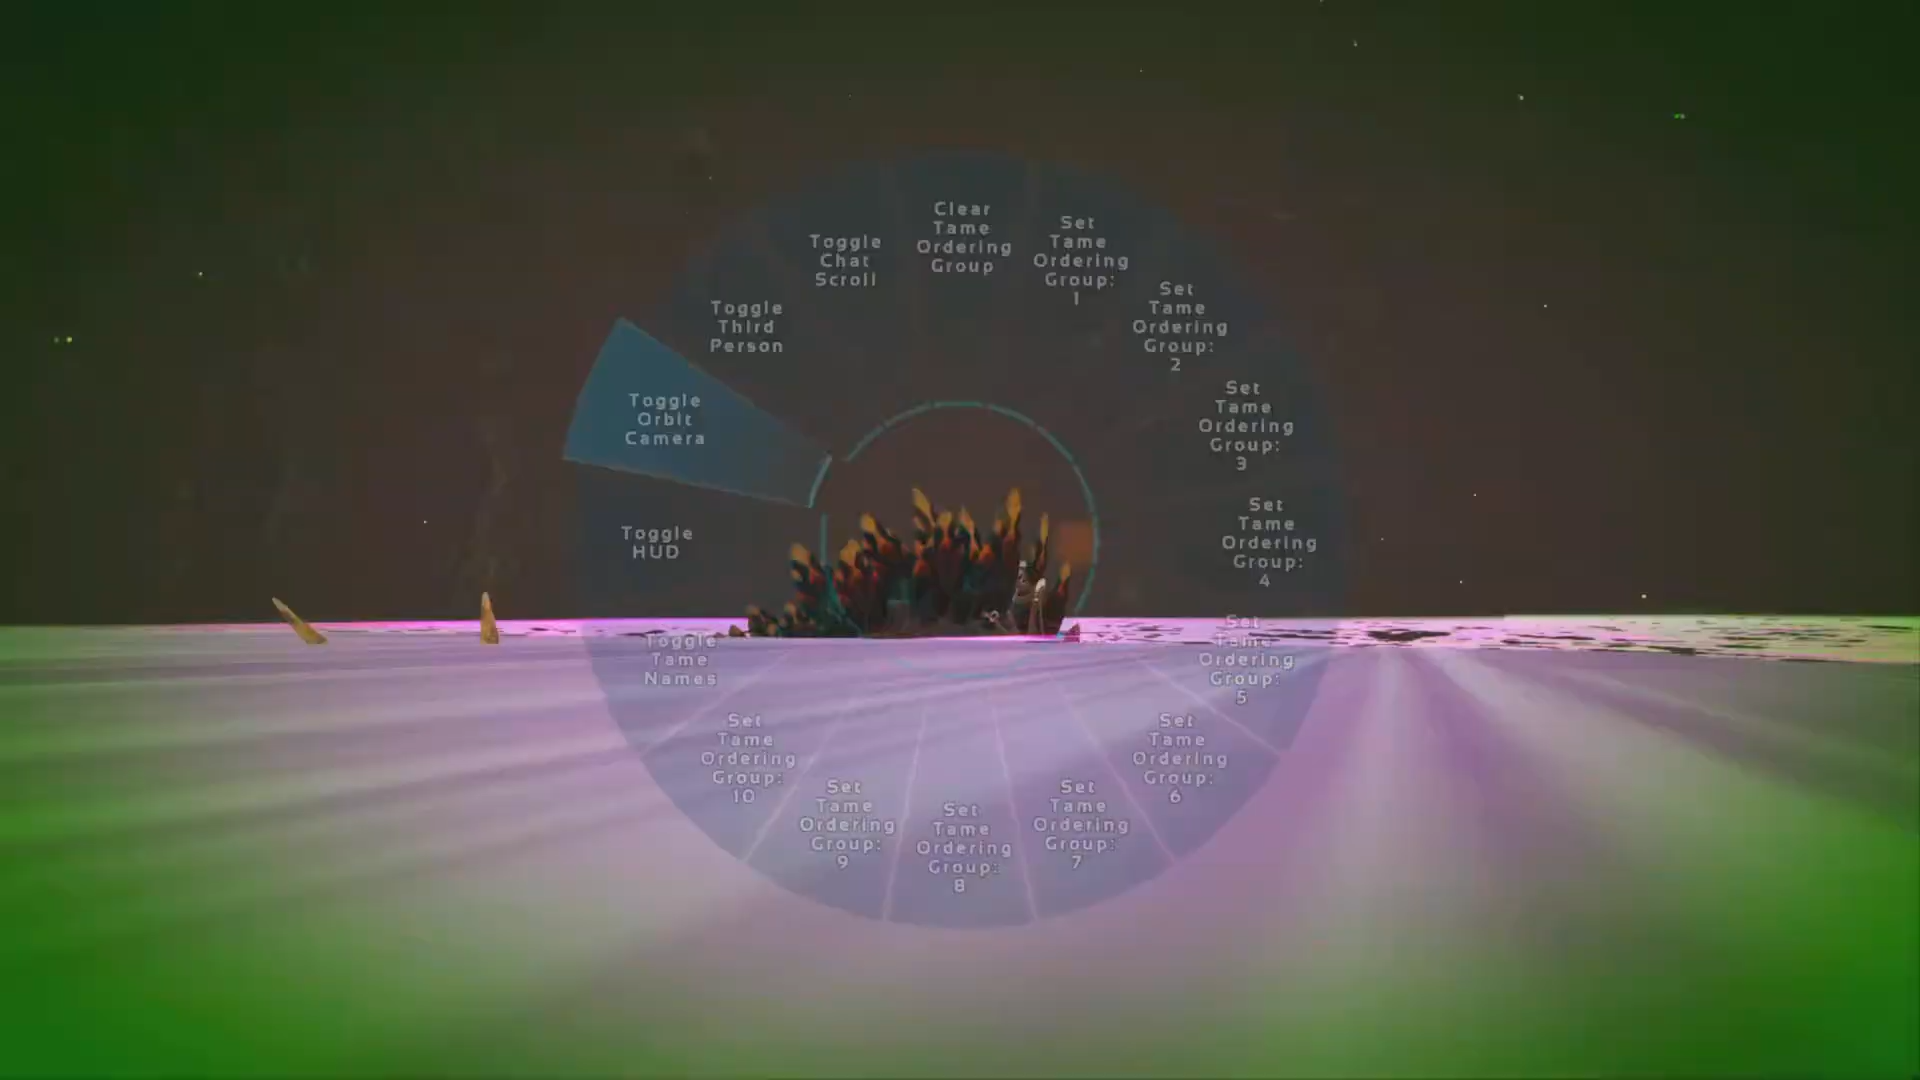 Clear
Tame
Ordering
Group
Set
Tame
Ordering
Group:
1
Set
Tame
Ordering
Group:
2
Set
Tame
Ordering
Group:
3
Set
Tame
Ordering
Group:
4
Set
Tame
Ordering
Group:
5
Set
Tame
Ordering
Group:
6
Set
Tame
Ordering
Group:
7
Set
Tame
Ordering
Group:
8
Set
Tame
Ordering
Group:
9
Set
Tame
Ordering
Group:
10
Toggle
Tame
Names
Toggle
HUD
Toggle
Orbit
Camera
Toggle
Third
Person
Toggle
Chat
Scroll